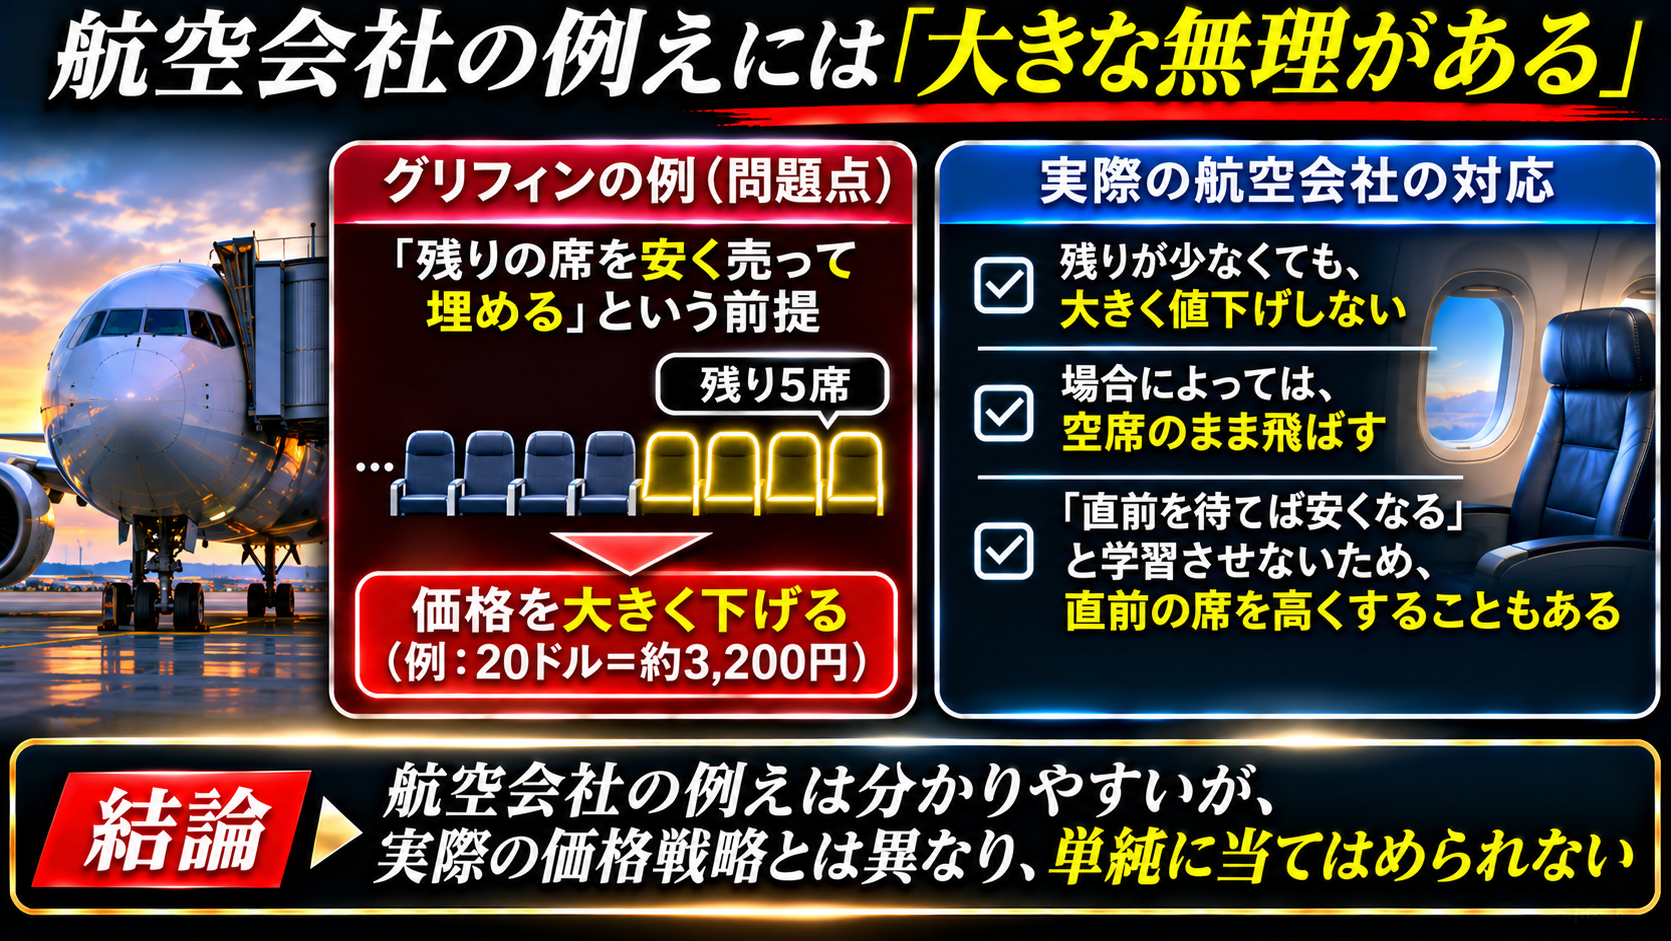 航空会社の例えには「大きな無理がある」
グリフィンの例（問題点）
「残りの席を安く売って
埋める」という前提
残り5席
…
価格を大きく下げる
（例：20ドル＝約3,200円）
実際の航空会社の対応
残りが少なくても、
大きく値下げしない
場合によっては、
空席のまま飛ばす
「直前を待てば安くなる」
と学習させないため、
直前の席を高くすることもある
結論
航空会社の例えは分かりやすいが、
実際の価格戦略とは異なり、単純に当てはめられない